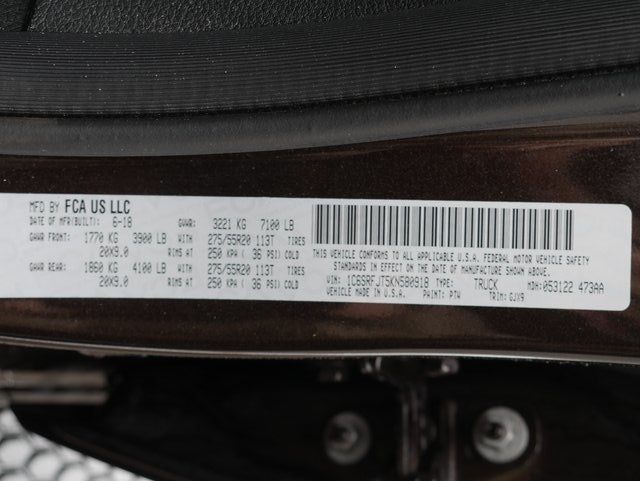 MFD BY FCA US LLC
DATE OF MFR(BUILT): 6-18 GVWR: 3221 KG 7100 LB
GAWR FRONT: 1770 KG 3900 LB WITH 275/55R20 113T TIRES
20X9.0 RIMS AT 250 KPA ( 36 PSI) COLD
GAWR REAR: 1860 KG 4100 LB WITH 275/55R20 113T TIRES
20X9.0 RIMS AT 250 KPA ( 36 PSI) COLD
THIS VEHICLE CONFORMS TO ALL APPLICABLE U.S.A. FEDERAL MOTOR VEHICLE SAFETY
STANDARDS IN EFFECT ON THE DATE OF MANUFACTURE SHOWN ABOVE.
VIN: 1C6SRFJT5KN580918 TYPE: TRUCK MDH: 053122 473AA
MADE IN U.S.A. PAINT: PTW TRIM: GJX9